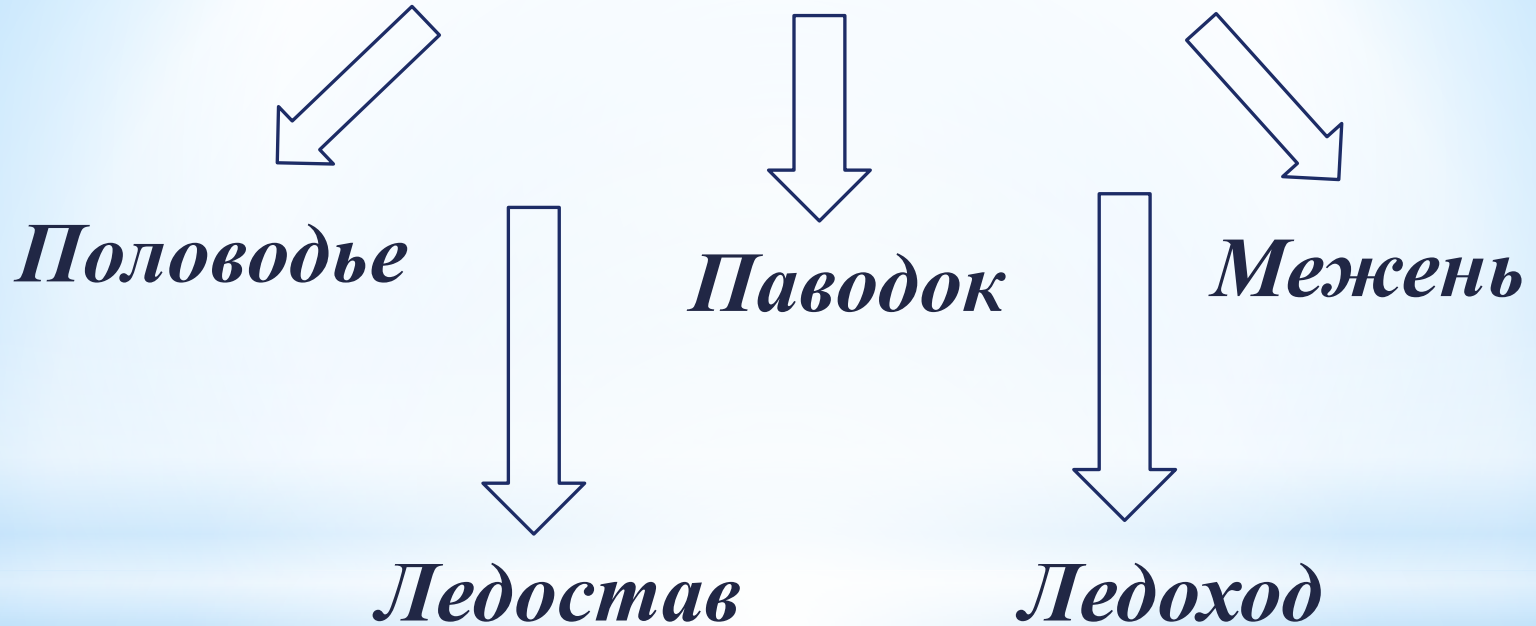 Половодье
Паводок
Межень
Ледостав
Ледоход